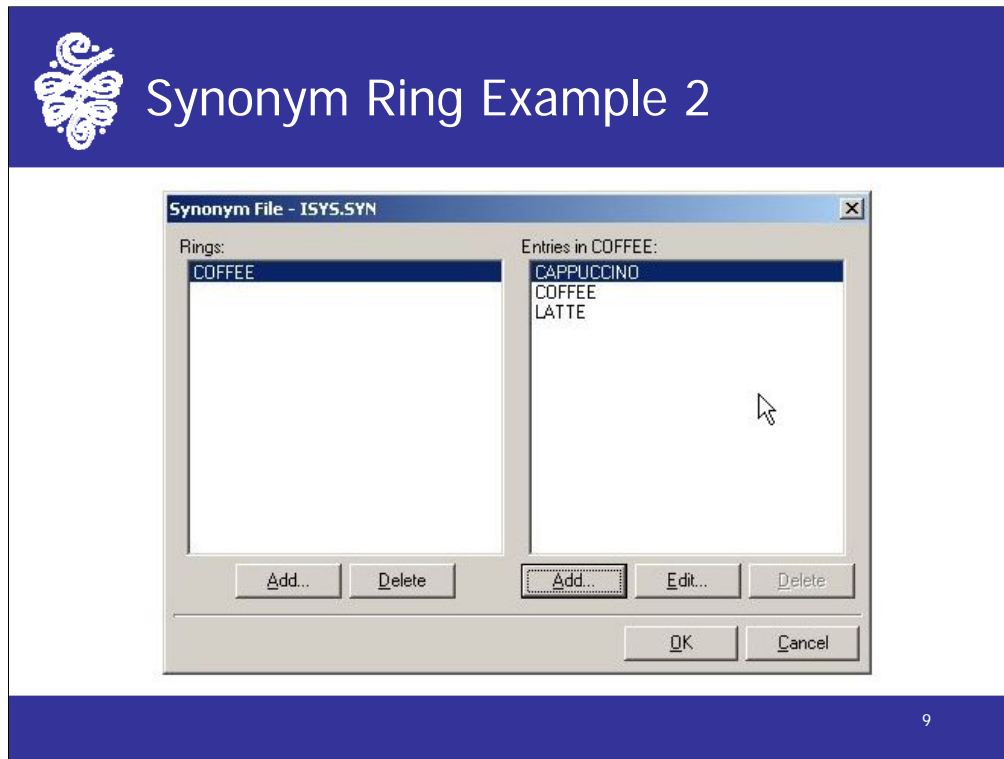 Synonym Ring Example 2
Synonym File - ISYS.SYN
Rings:
COFFEE
Entries in COFFEE:
CAPPUCCINO
COFFEE
LATTE
Add... Delete Add... Edit... Delete
OK Cancel
9